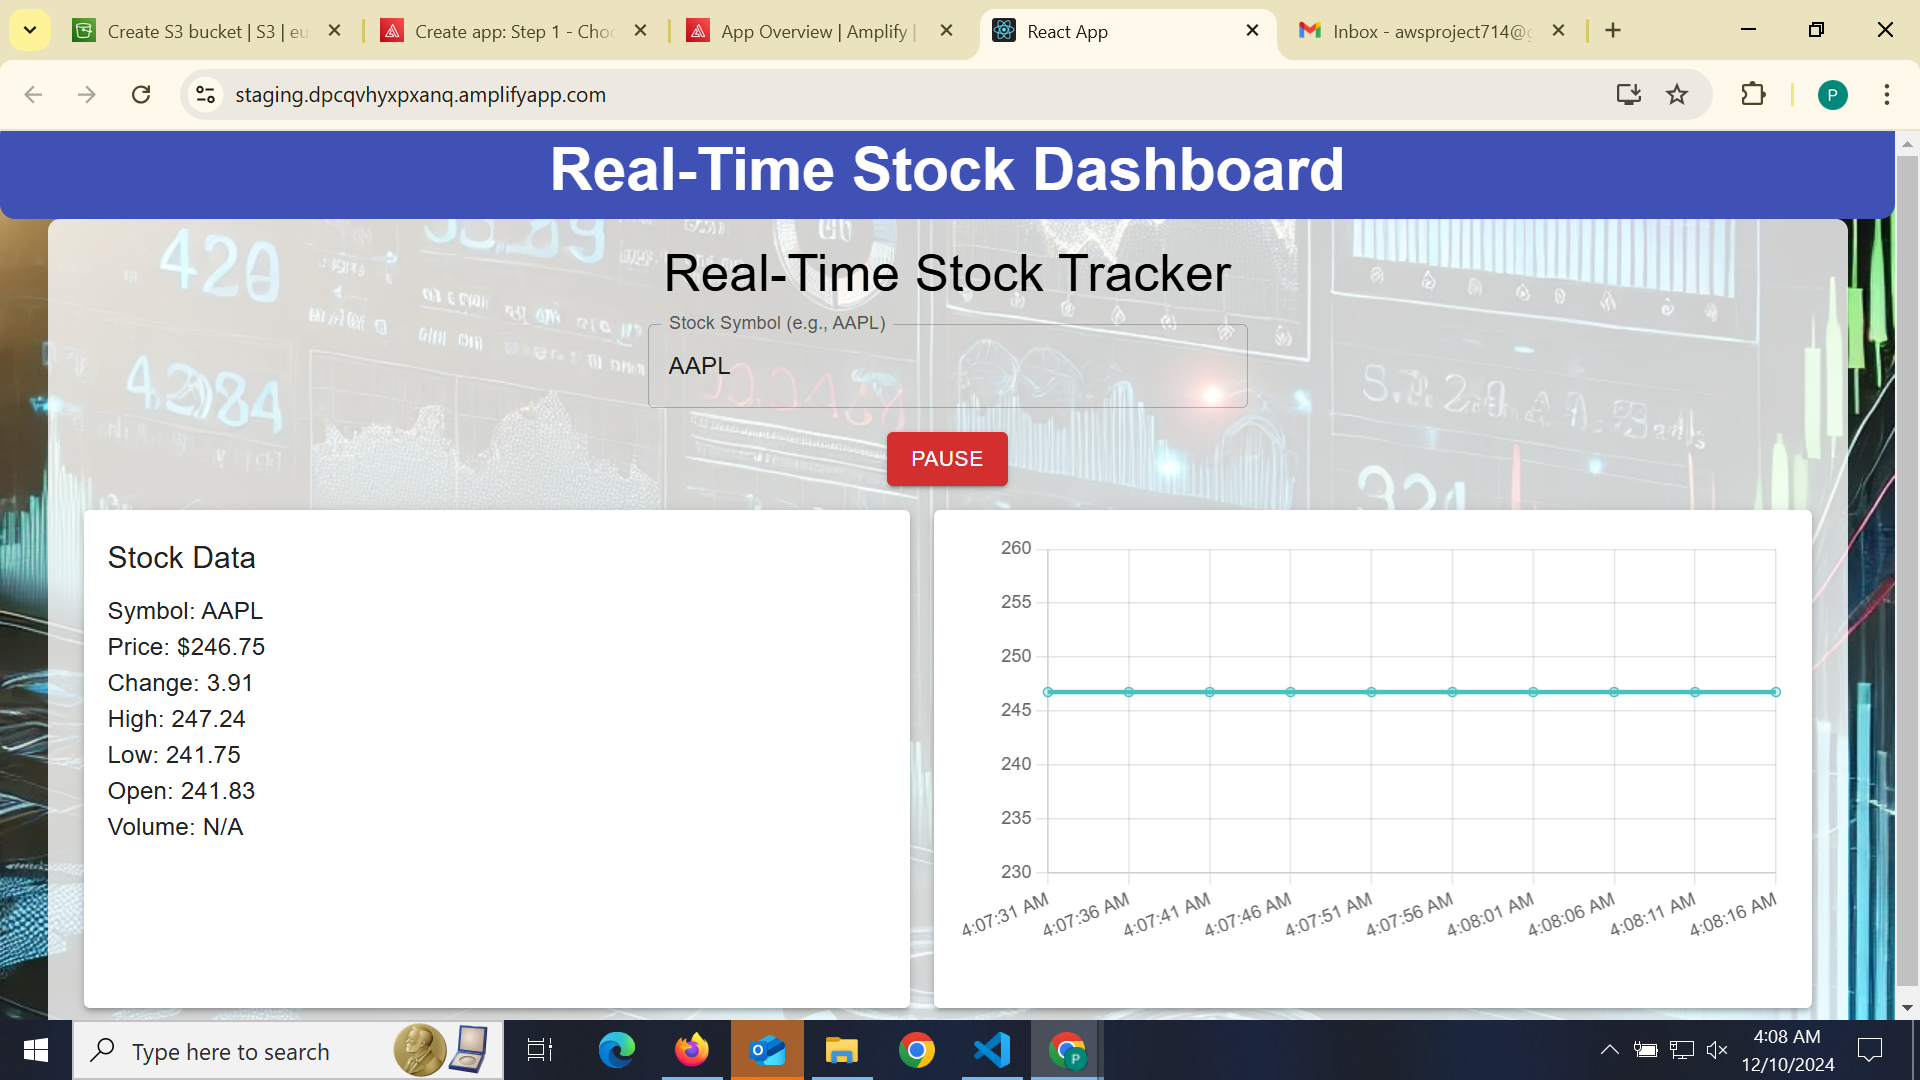 Create S3 bucket | S3 | eu
Create app: Step 1 - Choo
App Overview | Amplify |
React App
Inbox - awsproject714@g
staging.dpcqvhyxpxanq.amplifyapp.com
P
Real-Time Stock Dashboard
420
4.2984
321
Real-Time Stock Tracker
Stock Symbol (e.g., AAPL)
AAPL
PAUSE
Stock Data
Symbol: AAPL
Price: $246.75
Change: 3.91
High: 247.24
Low: 241.75
Open: 241.83
Volume: N/A
260
255
250
245
240
235
230
4:07:31 AM
4:07:36 AM
4:07:41 AM
4:07:46 AM
4:07:51 AM
4:07:56 AM
4:08:01 AM
4:08:06 AM
4:08:11 AM
4:08:16 AM
Type here to search
P
4:08 AM
12/10/2024